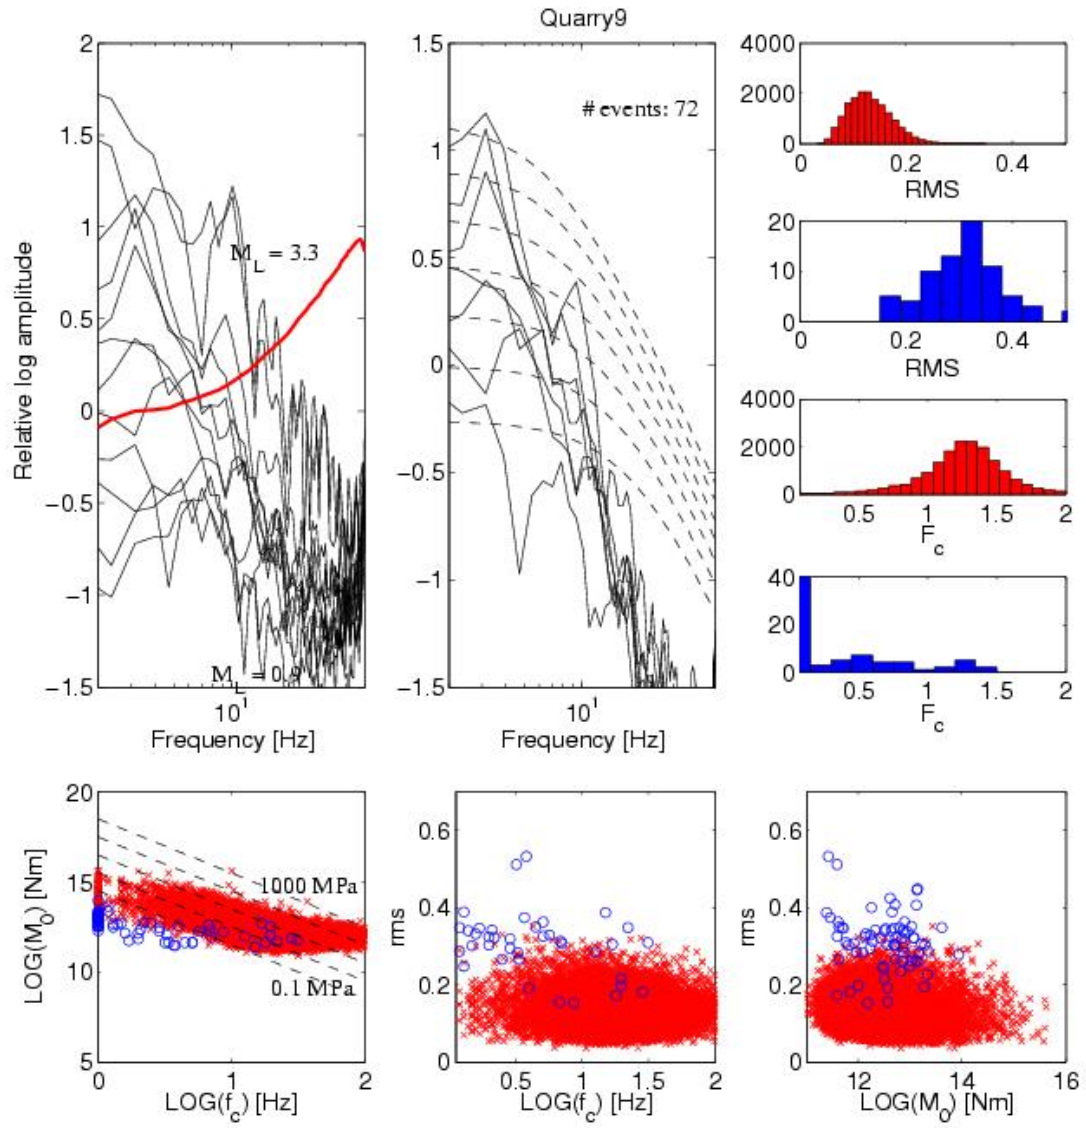 Quarry9
2
1.5
1
0.5
0
−0.5
−1
−1.5
Relative log amplitude
M_L = 3.3
M_L = 0.9
10^1
Frequency [Hz]
1.5
1
0.5
0
−0.5
−1
−1.5
# events: 72
10^1
Frequency [Hz]
4000
2000
0
0 0.2 0.4
RMS
20
10
0
0 0.2 0.4
RMS
4000
2000
0
0.5 1 1.5 2
F_c
40
20
0
0.5 1 1.5 2
F_c
20
15
10
5
LOG(M_0) [Nm]
1000 MPa
0.1 MPa
0 1 2
LOG(f_c) [Hz]
0.6
0.4
0.2
0
rms
0.5 1 1.5 2
LOG(f_c) [Hz]
0.6
0.4
0.2
0
rms
12 14 16
LOG(M_0) [Nm]